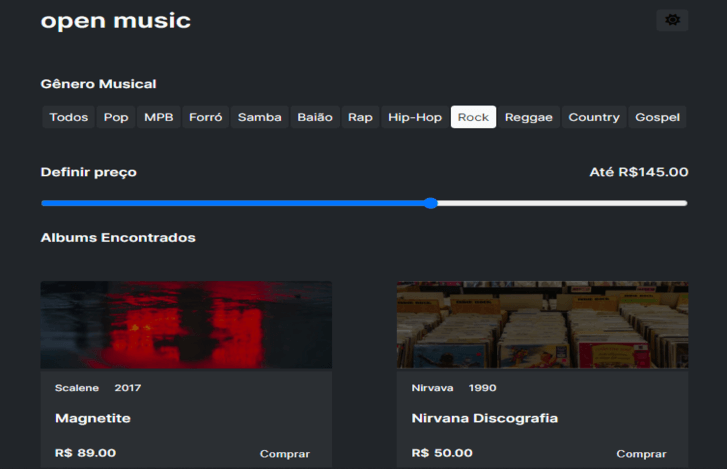 open music
Gênero Musical
Todos Pop MPB Forró Samba Baião Rap Hip-Hop Rock Reggae Country Gospel
Definir preço Até R$145.00
Albums Encontrados
Scalene 2017
Magnetite
R$ 89.00 Comprar
Nirvava 1990
Nirvana Discografia
R$ 50.00 Comprar